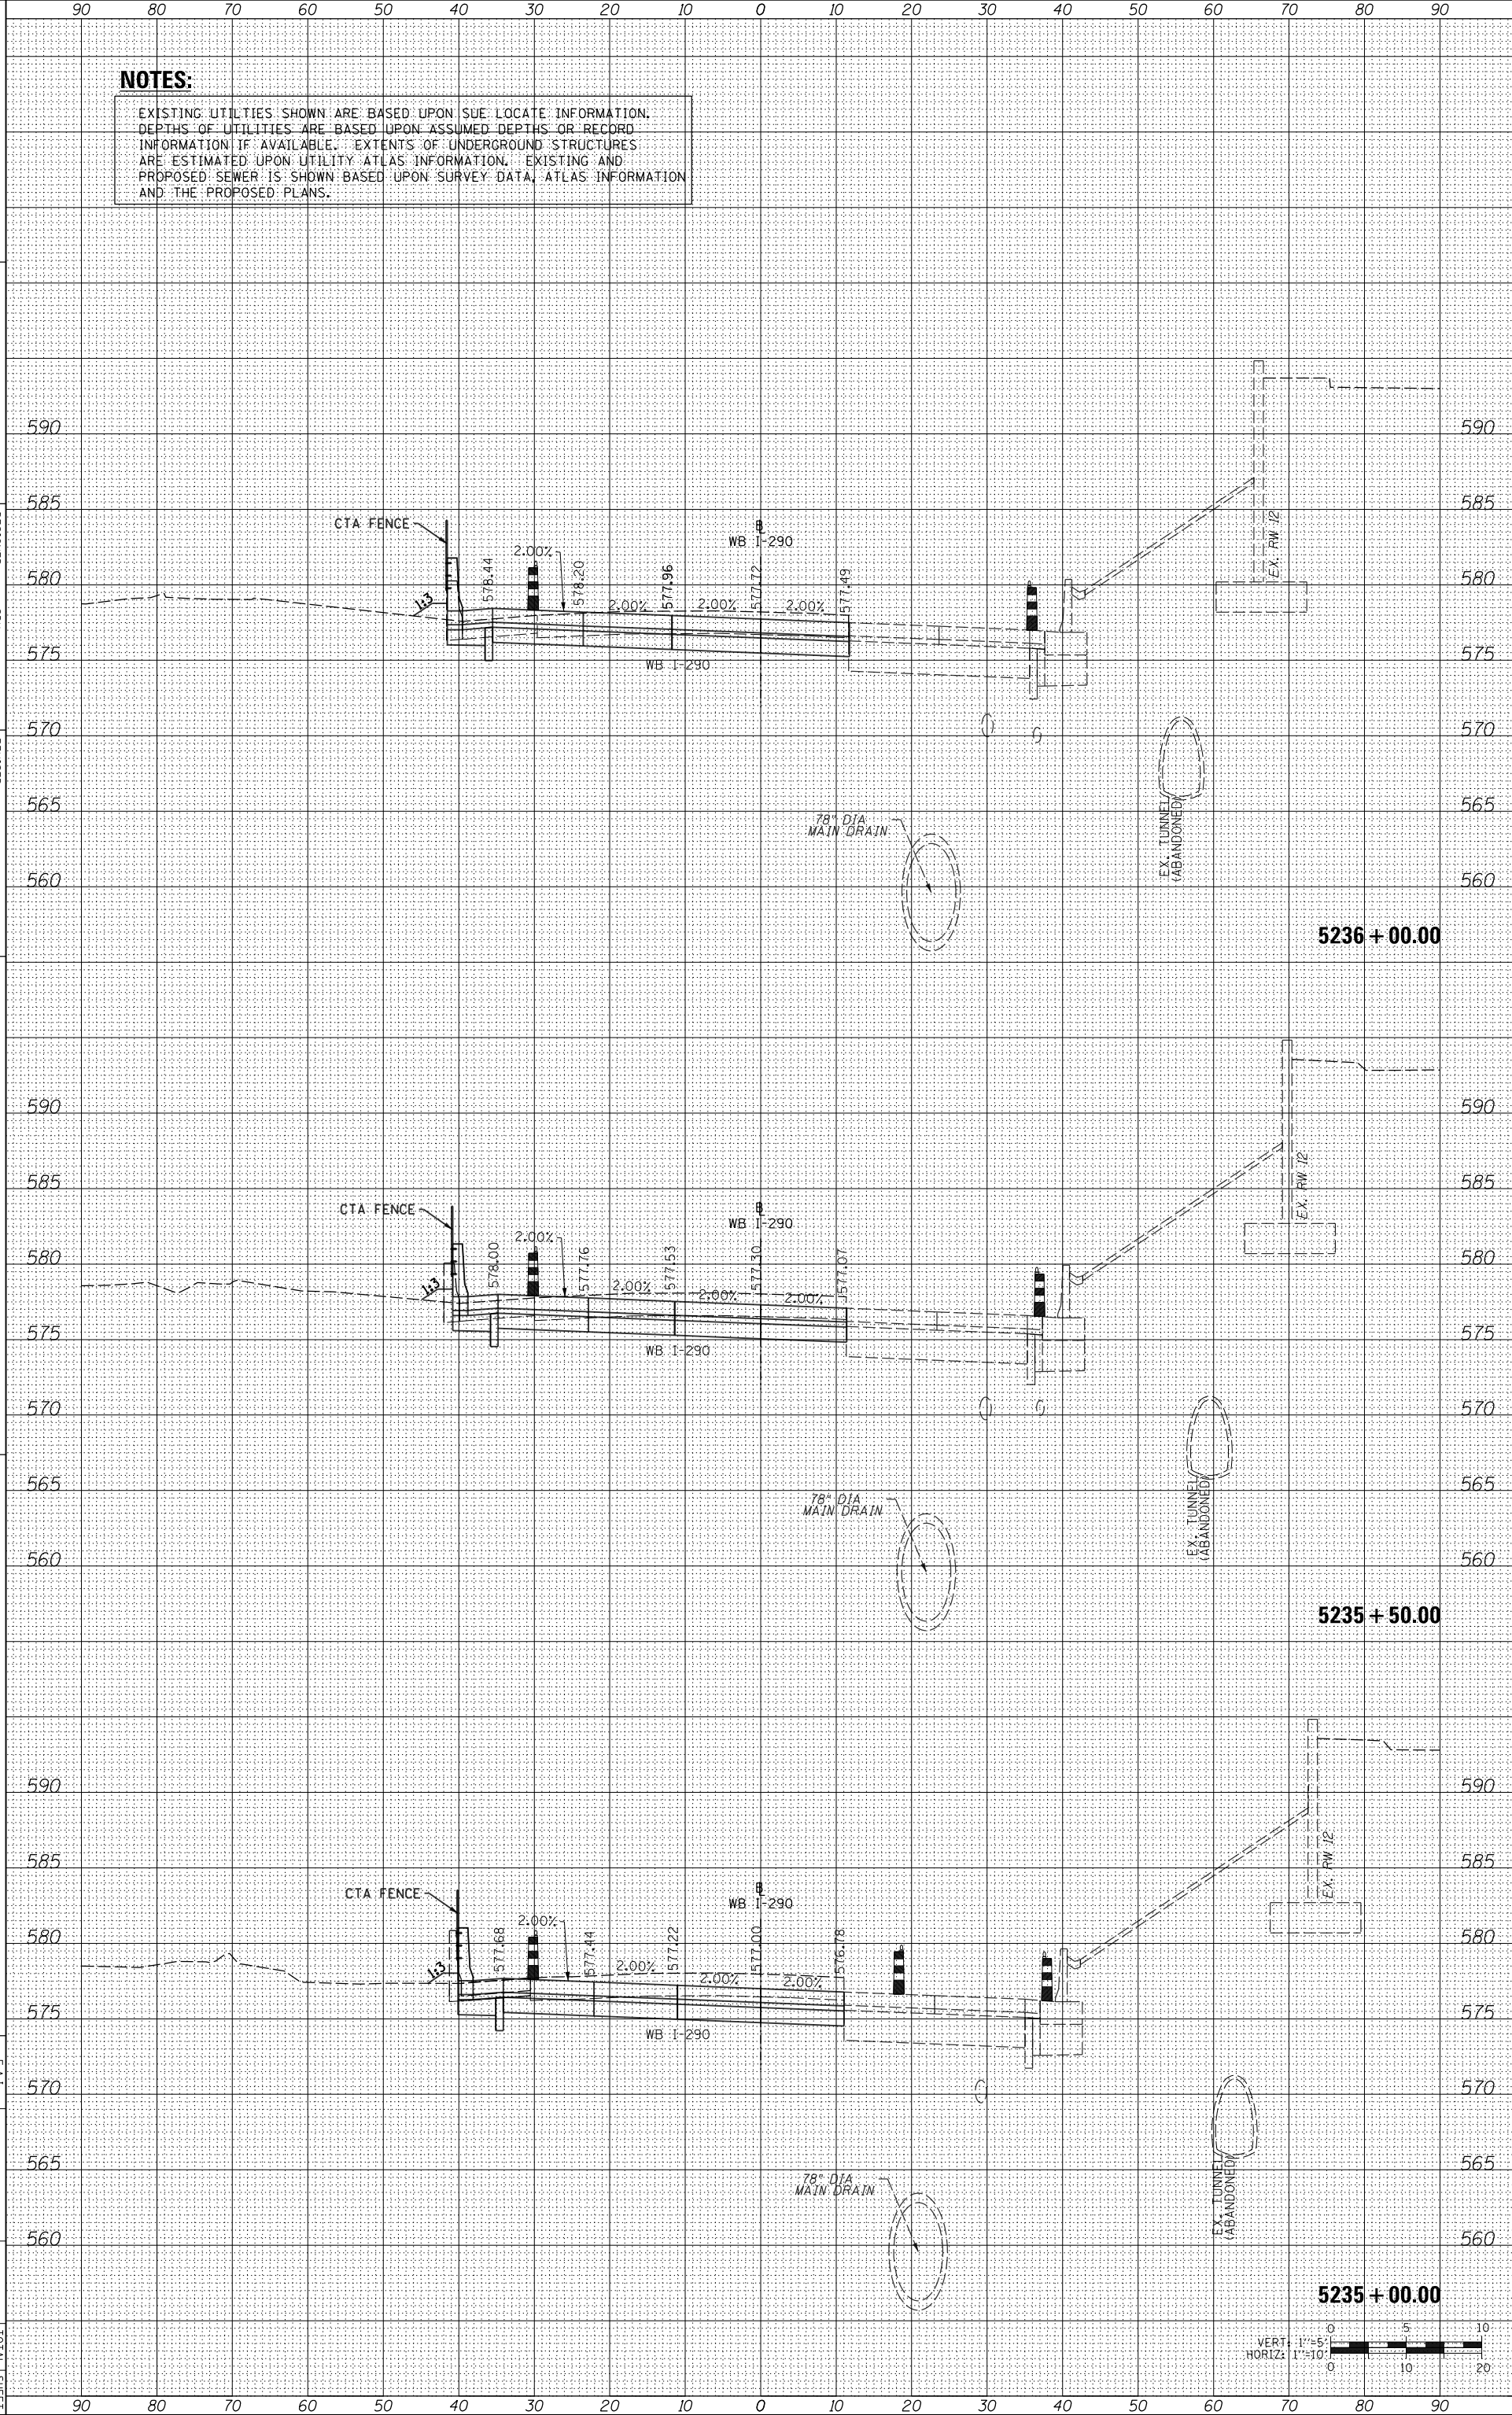 90 80 70 60 50 40 30 20 10 0 10 20 30 40 50 60 70 80 90
NOTES:
EXISTING UTILTIES SHOWN ARE BASED UPON SUE LOCATE INFORMATION.
DEPTHS OF UTILITIES ARE BASED UPON ASSUMED DEPTHS OR RECORD
INFORMATION IF AVAILABLE. EXTENTS OF UNDERGROUND STRUCTURES
ARE ESTIMATED UPON UTILITY ATLAS INFORMATION. EXISTING AND
PROPOSED SEWER IS SHOWN BASED UPON SURVEY DATA, ATLAS INFORMATION
AND THE PROPOSED PLANS.
590 590
585 585
EX. RW 12
CTA FENCE
WB I-290
2.00%
580 580
578.44
578.20
577.96
577.72
577.49
1:3
2.00% 2.00% 2.00%
575 575
WB I-290
570 570
565 565
78" DIA
MAIN DRAIN
EX. TUNNEL
(ABANDONED)
560 560
5236+00.00
590 590
585 585
EX. RW 12
CTA FENCE
WB I-290
2.00%
580 580
578.00
577.76
577.53
577.30
577.07
1:3
2.00% 2.00% 2.00%
575 575
WB I-290
570 570
565 565
78" DIA
MAIN DRAIN
EX. TUNNEL
(ABANDONED)
560 560
5235+50.00
590 590
585 585
EX. RW 12
CTA FENCE
WB I-290
2.00%
580 580
577.68
577.44
577.22
577.00
576.78
1:3
2.00% 2.00% 2.00%
575 575
WB I-290
570 570
565 565
78" DIA
MAIN DRAIN
EX. TUNNEL
(ABANDONED)
560 560
5235+00.00
0 5 10
VERT: 1"=5'
HORIZ: 1"=10'
0 10 20
90 80 70 60 50 40 30 20 10 0 10 20 30 40 50 60 70 80 90